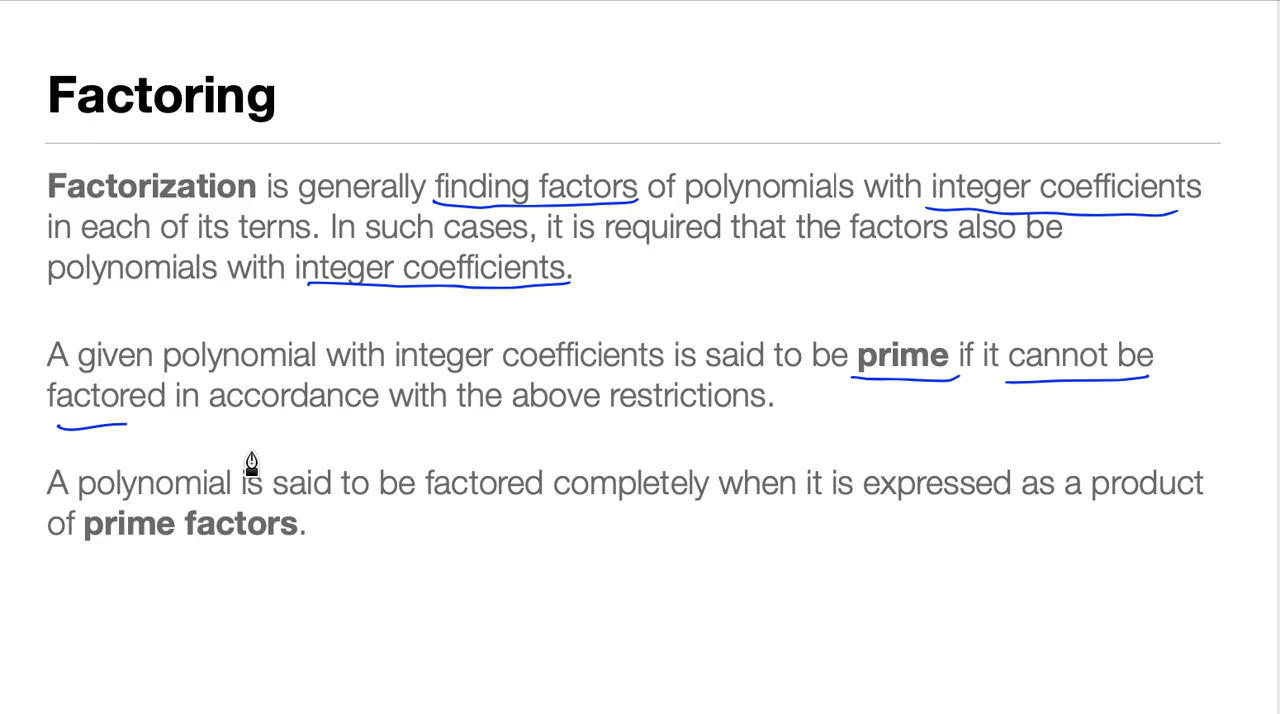 Factoring
Factorization is generally finding factors of polynomials with integer coefficients
in each of its terns. In such cases, it is required that the factors also be
polynomials with integer coefficients.
A given polynomial with integer coefficients is said to be prime if it cannot be
factored in accordance with the above restrictions.
A polynomial is said to be factored completely when it is expressed as a product
of prime factors.